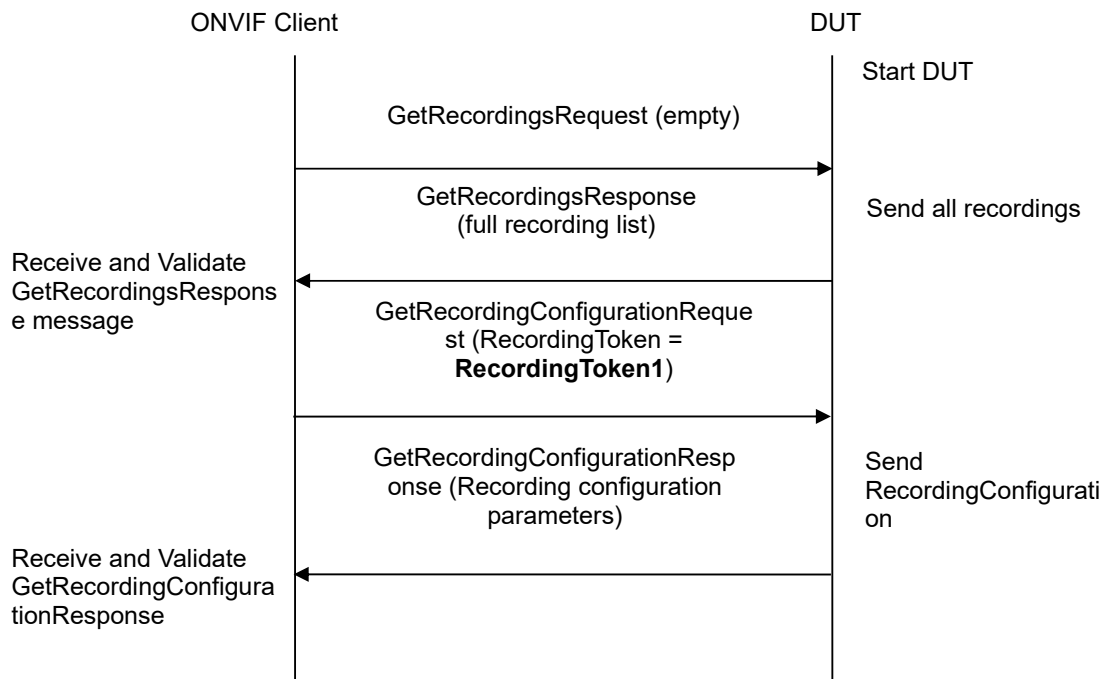 ONVIF Client
DUT
Start DUT
GetRecordingsRequest (empty)
GetRecordingsResponse
(full recording list)
Send all recordings
Receive and Validate
GetRecordingsRespons
e message
GetRecordingConfigurationReque
st (RecordingToken =
RecordingToken1)
GetRecordingConfigurationResp
onse (Recording configuration
parameters)
Send
RecordingConfigurati
on
Receive and Validate
GetRecordingConfigura
tionResponse